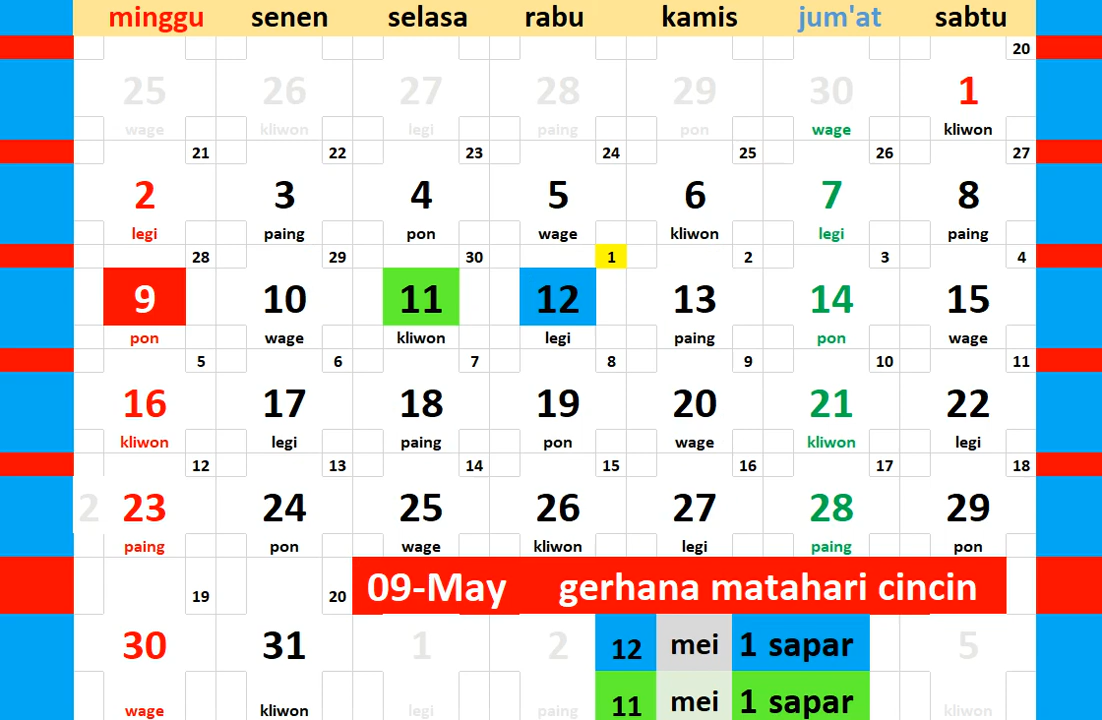 minggu senen selasa rabu kamis jum'at sabtu
20
25 26 27 28 29 30 1
wage kliwon legi paing pon wage kliwon
21 22 23 24 25 26 27
2 3 4 5 6 7 8
legi paing pon wage kliwon legi paing
28 29 30 1 2 3 4
9 10 11 12 13 14 15
pon wage kliwon legi paing pon wage
5 6 7 8 9 10 11
16 17 18 19 20 21 22
kliwon legi paing pon wage kliwon legi
12 13 14 15 16 17 18
2 23 24 25 26 27 28 29
paing pon wage kliwon legi paing pon
19 20 09-May gerhana matahari cincin
30 31 1 2 12 mei 1 sapar 5
wage kliwon legi paing 11 mei 1 sapar kliwon